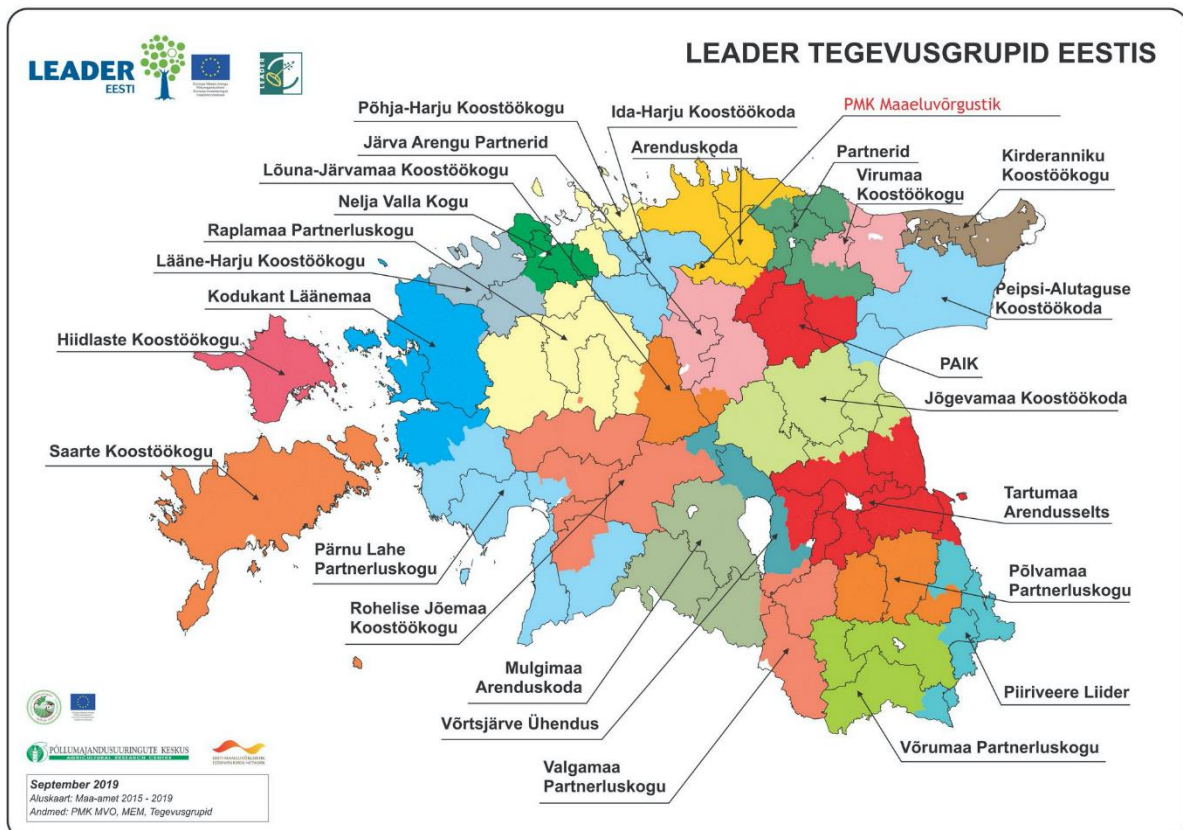 LEADER TEGEVUSGRUPID EESTIS
LEADER
EESTI
LEADER
Põhja-Harju Koostöökogu
Ida-Harju Koostöökoda
PMK Maaeluvõrgustik
Järva Arengu Partnerid
Arenduskoda
Partnerid
Kirderanniku
Koostöökogu
Lõuna-Järvamaa Koostöökogu
Virumaa
Koostöökogu
Nelja Valla Kogu
Raplamaa Partnerluskogu
Lääne-Harju Koostöökogu
Kodukant Läänemaa
Peipsi-Alutaguse
Koostöökoda
Hiidlaste Koostöökogu
PAIK
Jõgevamaa Koostöökoda
Saarte Koostöökogu
Tartumaa
Arendusselts
Pärnu Lahe
Partnerluskogu
Põlvamaa
Partnerluskogu
Rohelise Jõemaa
Koostöökogu
Mulgimaa
Arenduskoda
Piiriveere Liider
Võrtsjärve Ühendus
Võrumaa Partnerluskogu
Valgamaa
Partnerluskogu
PÕLLUMAJANDUSUURINGUTE KESKUS
AGRICULTURAL RESEARCH CENTRE
September 2019
Aluskaart: Maa-amet 2015 - 2019
Andmed: PMK MVO, MEM, Tegevusgrupid